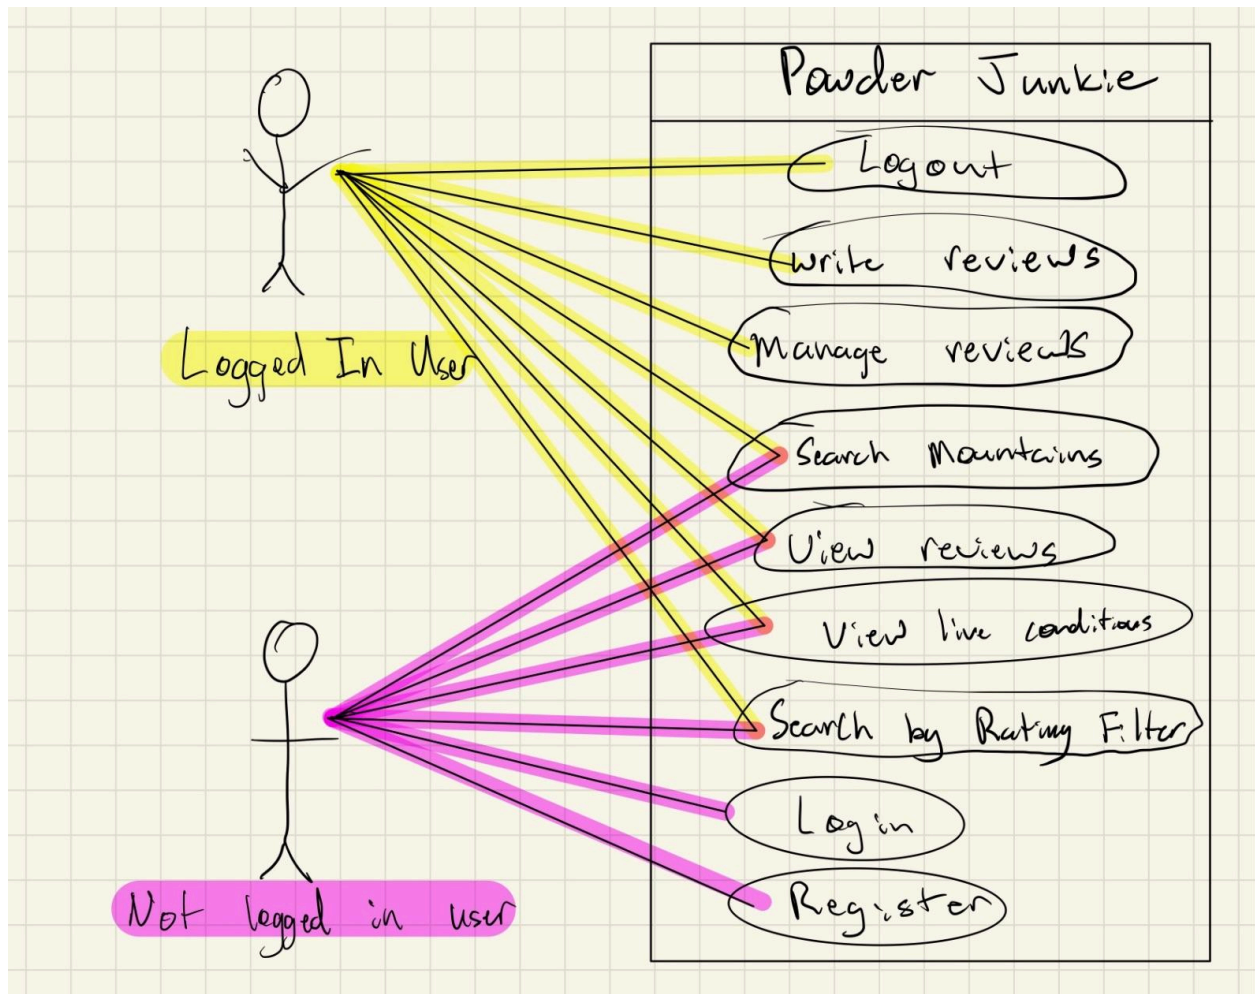 Powder Junkie
Logout
write reviews
Manage reviews
Logged In User
Search Mountains
View reviews
View live conditions
Search by Rating Filter
Login
Register
Not logged in user